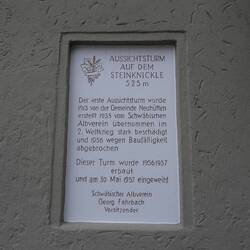 AUSSICHTSTURM
AUF DEM
STEINKNICKLE
525 m
Der erste Aussichtsturm wurde
1913 von der Gemeinde Neuhütten
erstellt 1933 vom Schwäbischen
Albverein übernommen im
2. Weltkrieg stark beschädigt
und 1956 wegen Baufälligkeit
abgebrochen
Dieser Turm wurde 1956/1957
erbaut
und am 30 Mai 1957 eingeweiht
Schwäbischer Albverein
Georg Fahrbach
Vorsitzender